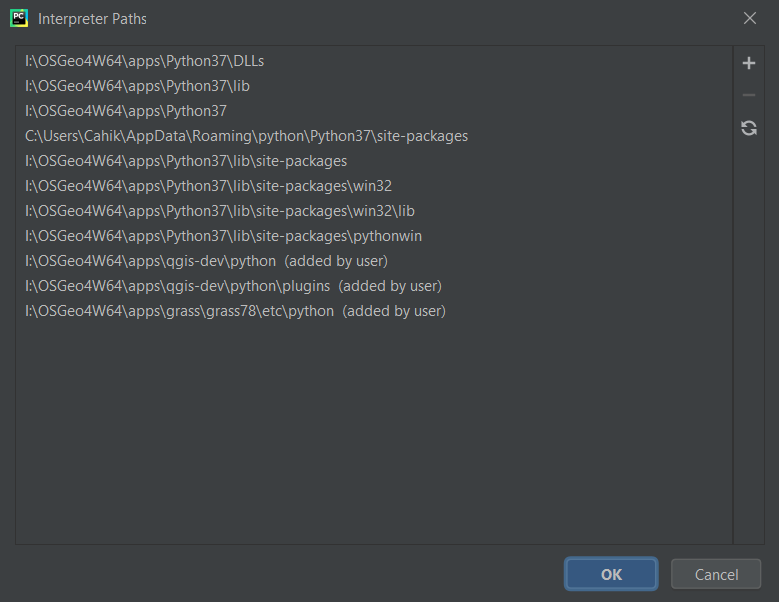 PC
Interpreter Paths
I:\OSGeo4W64\apps\Python37\DLLs
I:\OSGeo4W64\apps\Python37\lib
I:\OSGeo4W64\apps\Python37
C:\Users\Cahik\AppData\Roaming\python\Python37\site-packages
I:\OSGeo4W64\apps\Python37\lib\site-packages
I:\OSGeo4W64\apps\Python37\lib\site-packages\win32
I:\OSGeo4W64\apps\Python37\lib\site-packages\win32\lib
I:\OSGeo4W64\apps\Python37\lib\site-packages\pythonwin
I:\OSGeo4W64\apps\qgis-dev\python (added by user)
I:\OSGeo4W64\apps\qgis-dev\python\plugins (added by user)
I:\OSGeo4W64\apps\grass\grass78\etc\python (added by user)
OK
Cancel